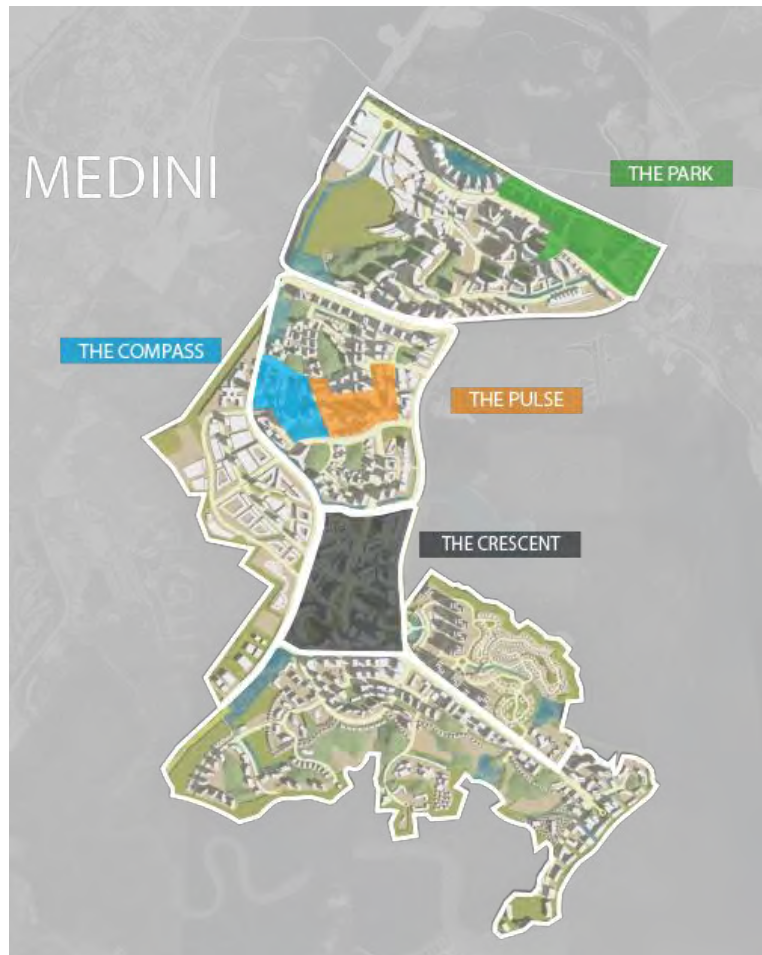 MEDINI
THE PARK
THE COMPASS
THE PULSE
THE CRESCENT